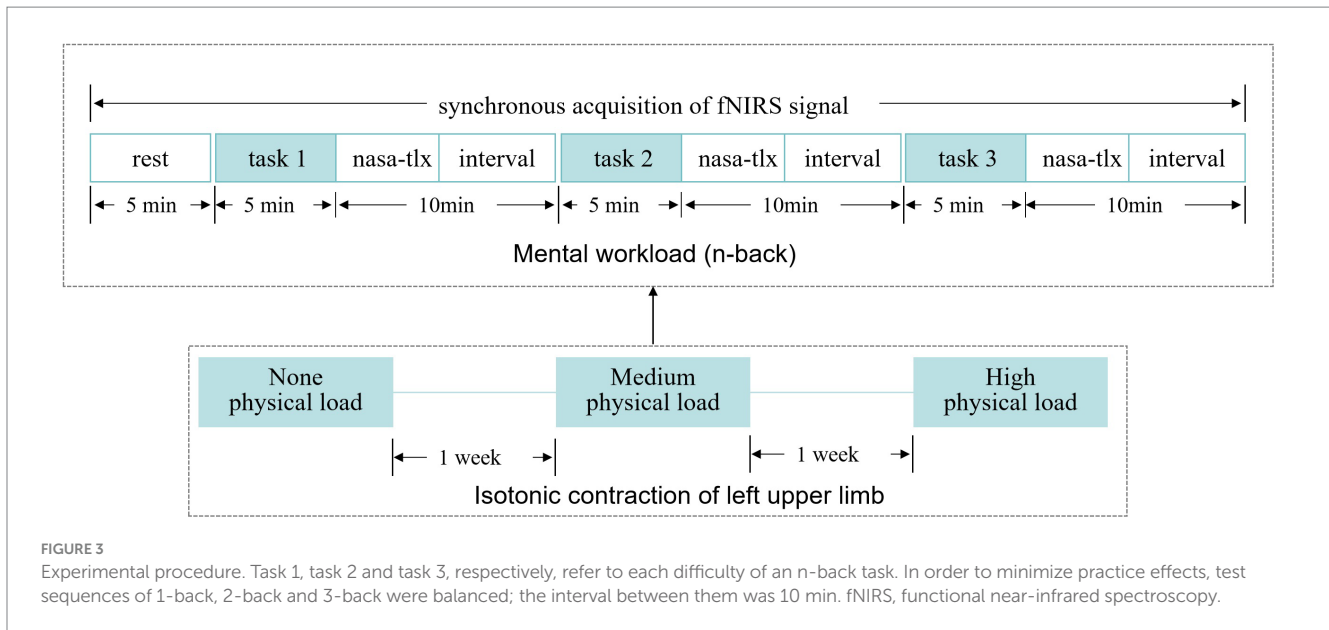 synchronous acquisition of fNIRS signal
rest task 1 nasa-tlx interval task 2 nasa-tlx interval task 3 nasa-tlx interval
5 min 5 min 10min 5 min 10min 5 min 10min
Mental workload (n-back)
None physical load Medium physical load High physical load
1 week 1 week
Isotonic contraction of left upper limb
FIGURE 3
Experimental procedure. Task 1, task 2 and task 3, respectively, refer to each difficulty of an n-back task. In order to minimize practice effects, test
sequences of 1-back, 2-back and 3-back were balanced; the interval between them was 10 min. fNIRS, functional near-infrared spectroscopy.